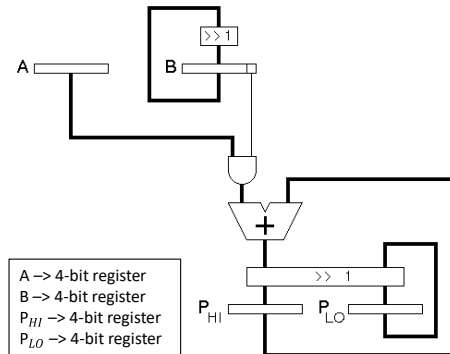 >> 1
A
B
+
>> 1
P_HI
P_LO
A –> 4-bit register
B –> 4-bit register
P_HI –> 4-bit register
P_LO –> 4-bit register